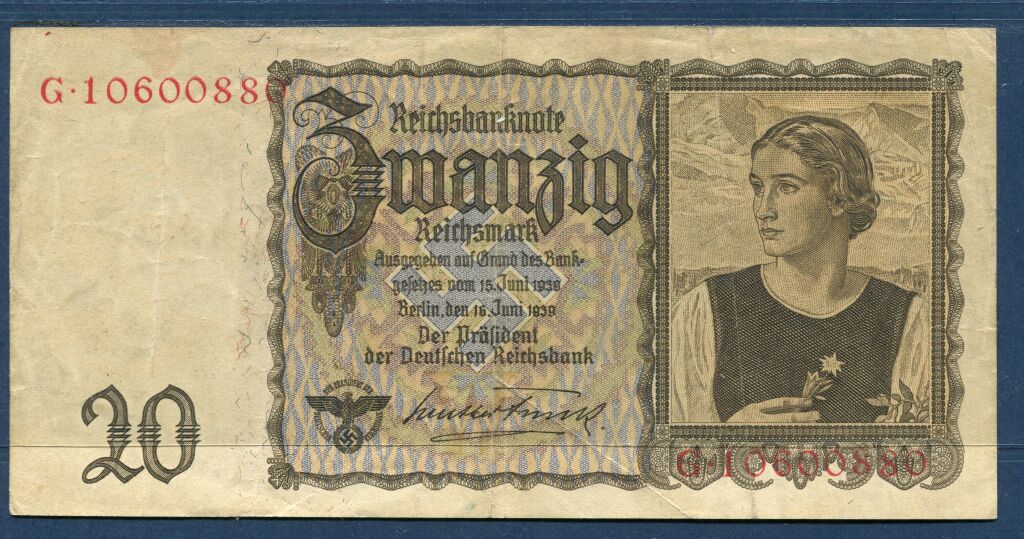 G·10600880
Reichsbanknote
Zwanzig
Reichsmark
Ausgegeben auf Grund des Bank-
gesetzes vom 15. Juni 1939
Berlin, den 16. Juni 1939
Der Präsident
der Deutschen Reichsbank
20
G·10600880